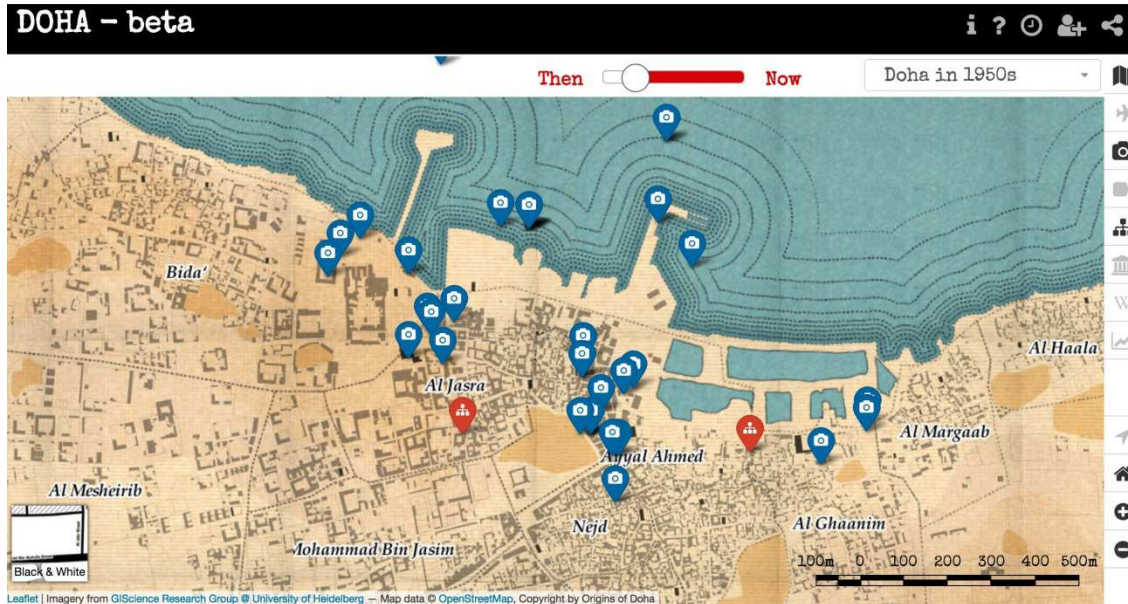 DOHA - beta
i ?
Then Now Doha in 1950s
Bida'
Al Haala
Al Jasra
Al Margaab
Ayyal Ahmed
Al Mesheirib
Nejd
Al Ghaanim
Mohammad Bin Jasim
100m 0 100 200 300 400 500m
Black & White
Leaflet | Imagery from GIScience Research Group @ University of Heidelberg — Map data © OpenStreetMap, Copyright by Origins of Doha
W